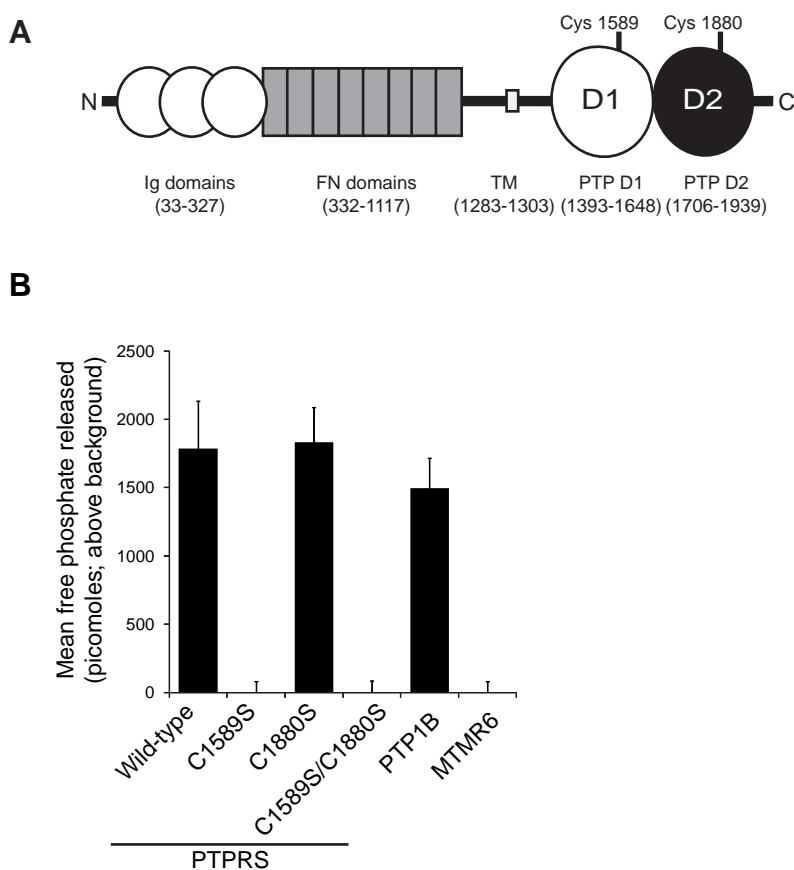 A
Cys 1589
Cys 1880
N
D1
D2
C
Ig domains
(33-327)
FN domains
(332-1117)
TM
(1283-1303)
PTP D1
(1393-1648)
PTP D2
(1706-1939)
B
Mean free phosphate released
(picomoles; above background)
2500
2000
1500
1000
500
0
Wild-type
C1589S
C1880S
C1589S/C1880S
PTP1B
MTMR6
PTPRS